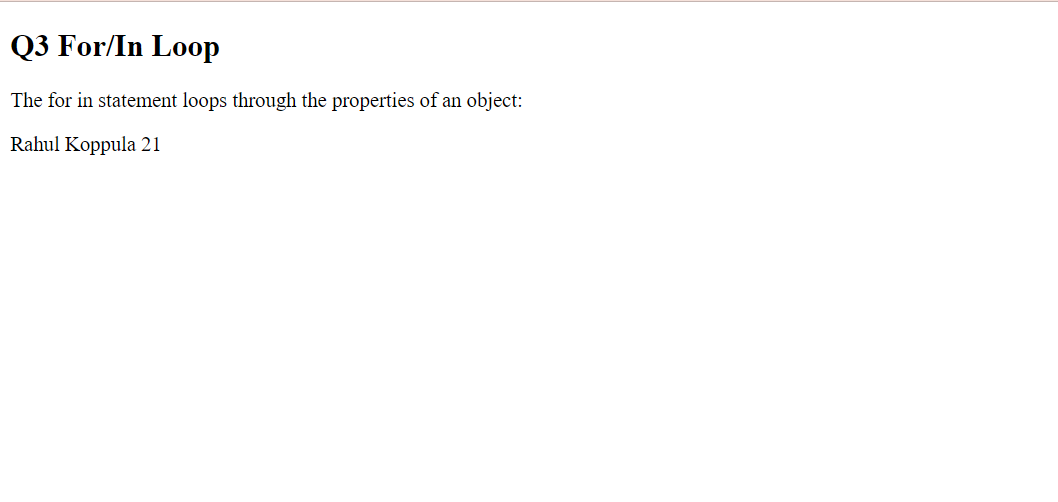 Q3 For/In Loop
The for in statement loops through the properties of an object:
Rahul Koppula 21